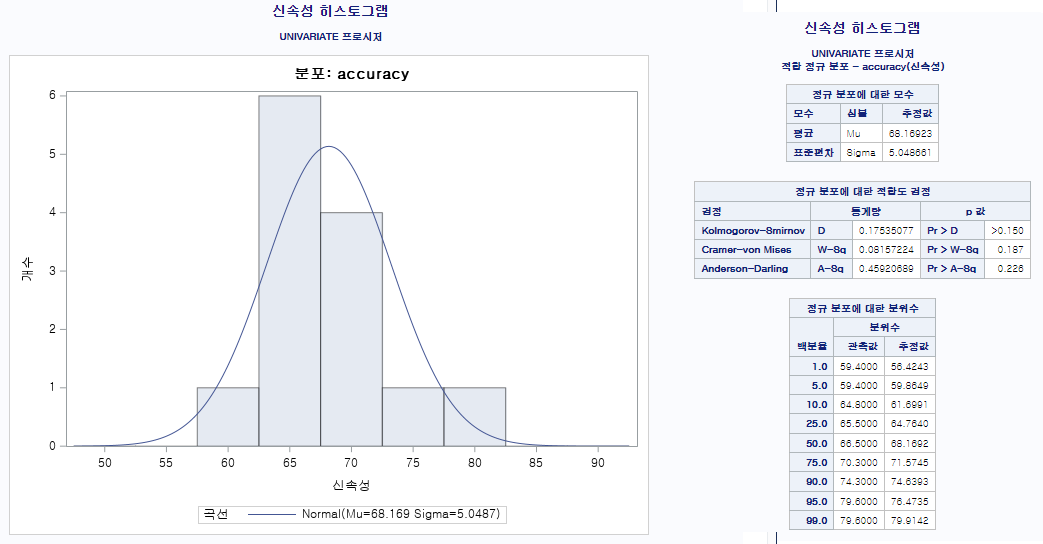 신속성 히스토그램
UNIVARIATE 프로시저
분포: accuracy
6
5
4
3
2
1
0
개수
50 55 60 65 70 75 80 85 90
신속성
곡선 Normal(Mu=68.169 Sigma=5.0487)
신속성 히스토그램
UNIVARIATE 프로시저
적합 정규 분포 - accuracy(신속성)
정규 분포에 대한 모수
모수 심볼 추정값
평균 Mu 68.16923
표준편차 Sigma 5.048661
정규 분포에 대한 적합도 검정
검정 통계량 p 값
Kolmogorov-Smirnov D 0.17535077 Pr > D >0.150
Cramer-von Mises W-Sq 0.08157224 Pr > W-Sq 0.187
Anderson-Darling A-Sq 0.45920689 Pr > A-Sq 0.226
정규 분포에 대한 분위수
분위수
백분율 관측값 추정값
1.0 59.4000 56.4243
5.0 59.4000 59.8649
10.0 64.8000 61.6991
25.0 65.5000 64.7640
50.0 66.5000 68.1692
75.0 70.3000 71.5745
90.0 74.3000 74.6393
95.0 79.6000 76.4735
99.0 79.6000 79.9142